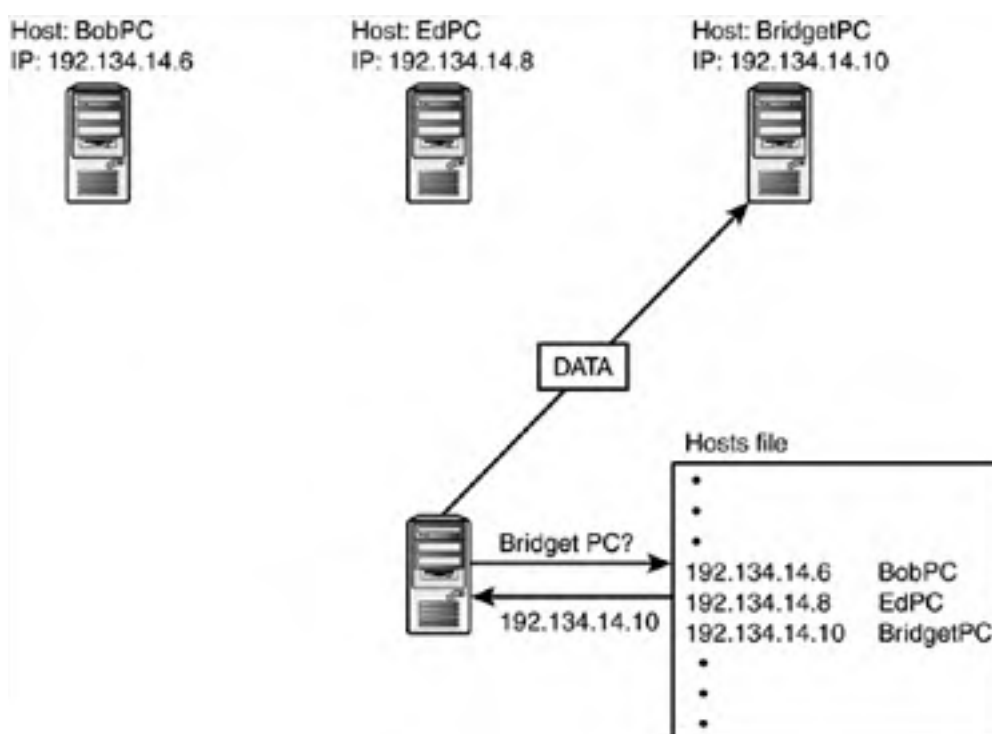 Host: BobPC
IP: 192.134.14.6
Host: EdPC
IP: 192.134.14.8
Host: BridgetPC
IP: 192.134.14.10
DATA
Hosts file
Bridget PC?
192.134.14.10
192.134.14.6 BobPC
192.134.14.8 EdPC
192.134.14.10 BridgetPC